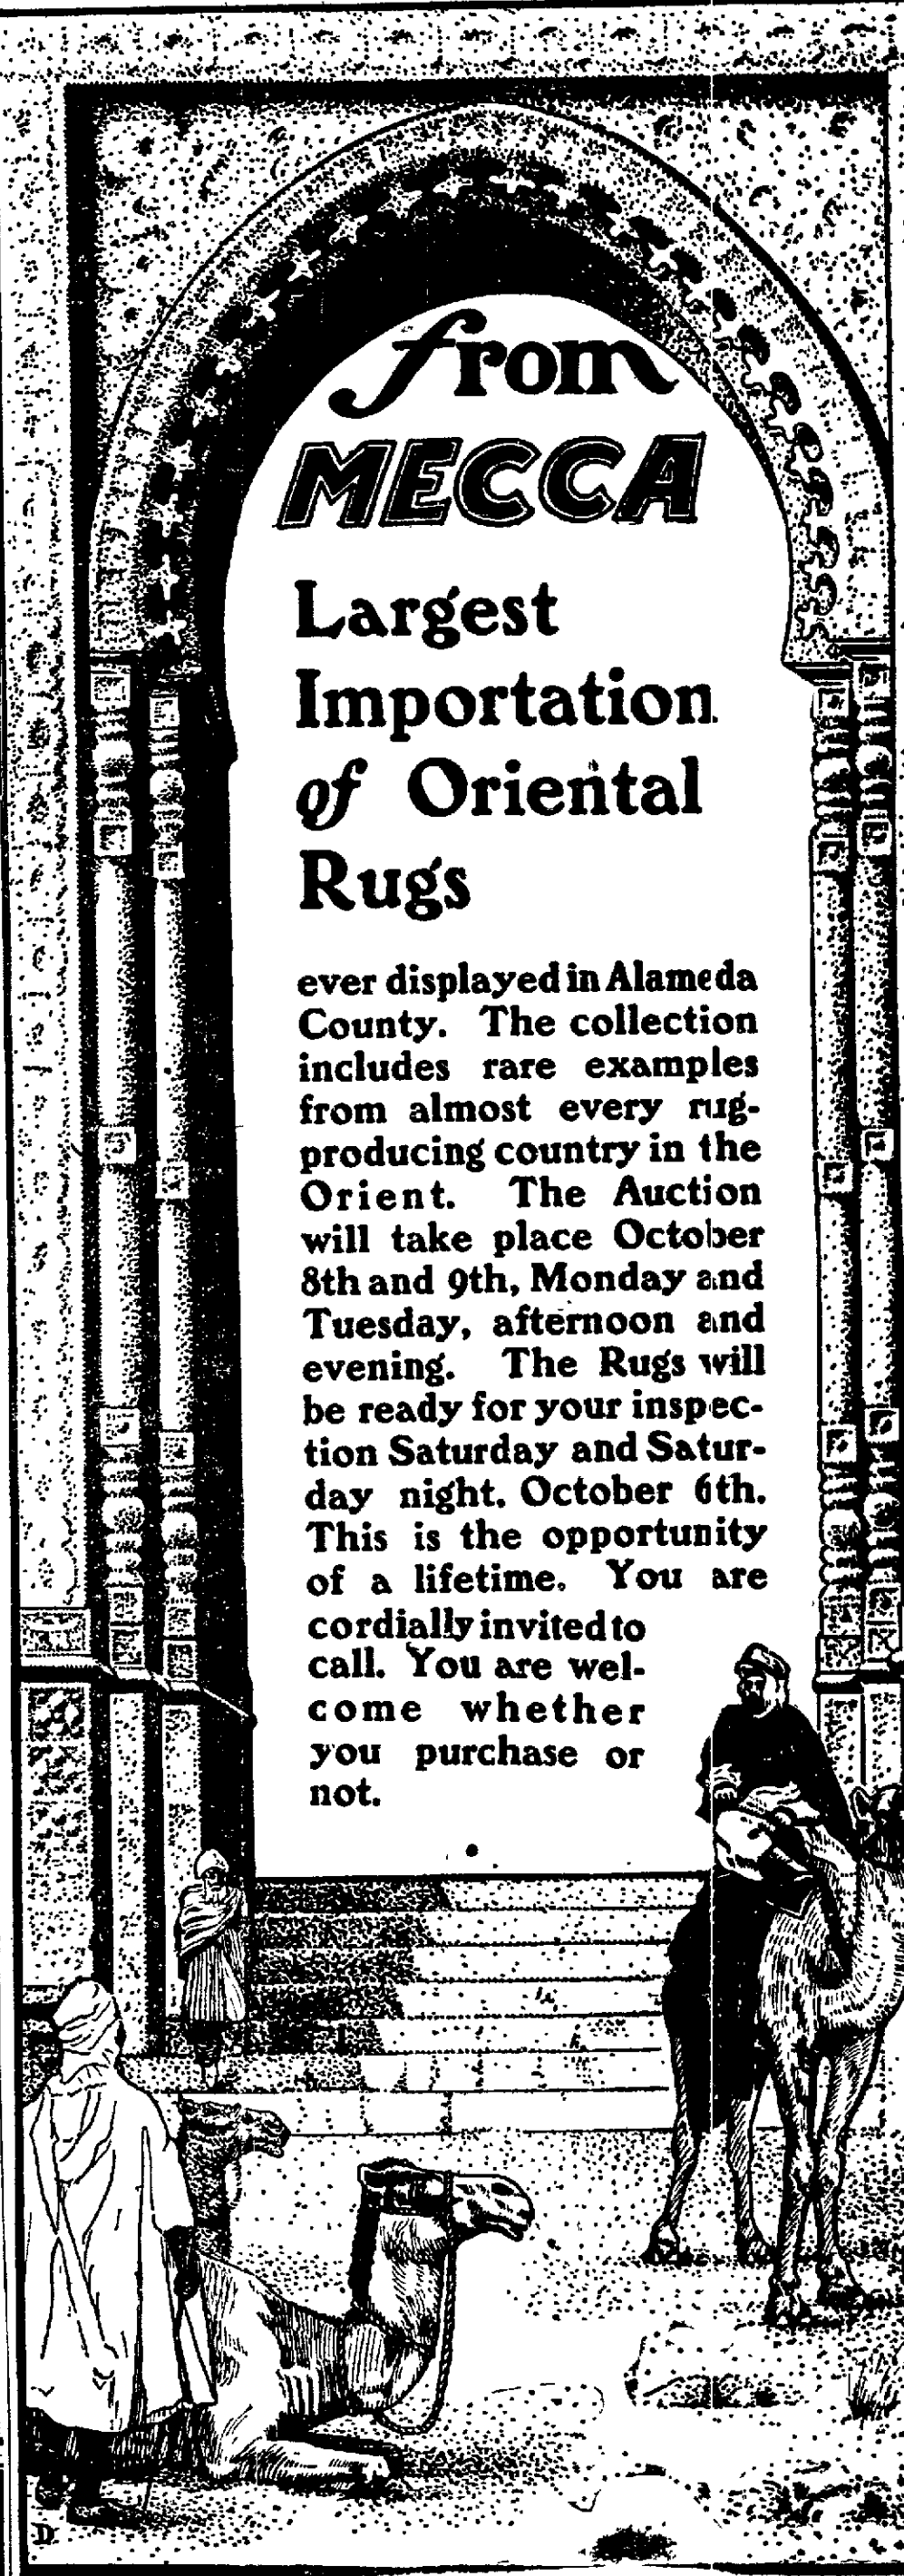 from
MECCA
Largest
Importation
of Oriental
Rugs
ever displayed in Alameda
County. The collection
includes rare examples
from almost every rug-
producing country in the
Orient. The Auction
will take place October
8th and 9th, Monday and
Tuesday, afternoon and
evening. The Rugs will
be ready for your inspec-
tion Saturday and Satur-
day night. October 6th.
This is the opportunity
of a lifetime. You are
cordially invited to
call. You are wel-
come whether
you purchase or
not.
D